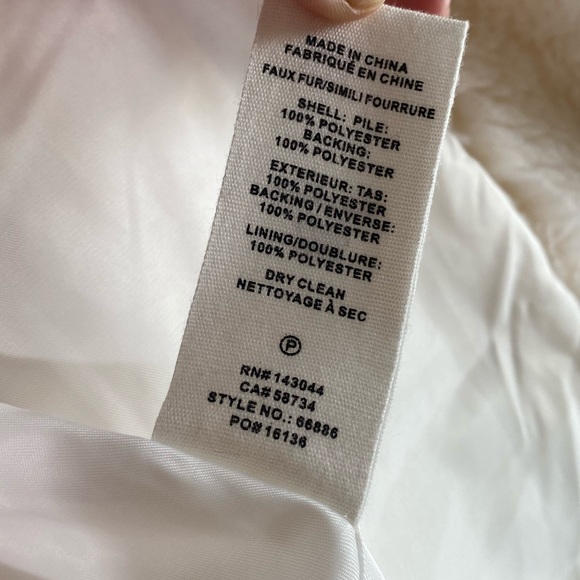 MADE IN CHINA
FABRIQUÉ EN CHINE
FAUX FUR/SIMILI FOURRURE
SHELL: PILE:
100% POLYESTER
BACKING:
100% POLYESTER
EXTERIEUR: TAS:
100% POLYESTER
BACKING / ENVERSE:
100% POLYESTER
LINING/DOUBLURE:
100% POLYESTER
DRY CLEAN
NETTOYAGE À SEC
P
RN# 143044
CA# 58734
STYLE NO.: 66886
PO# 16136